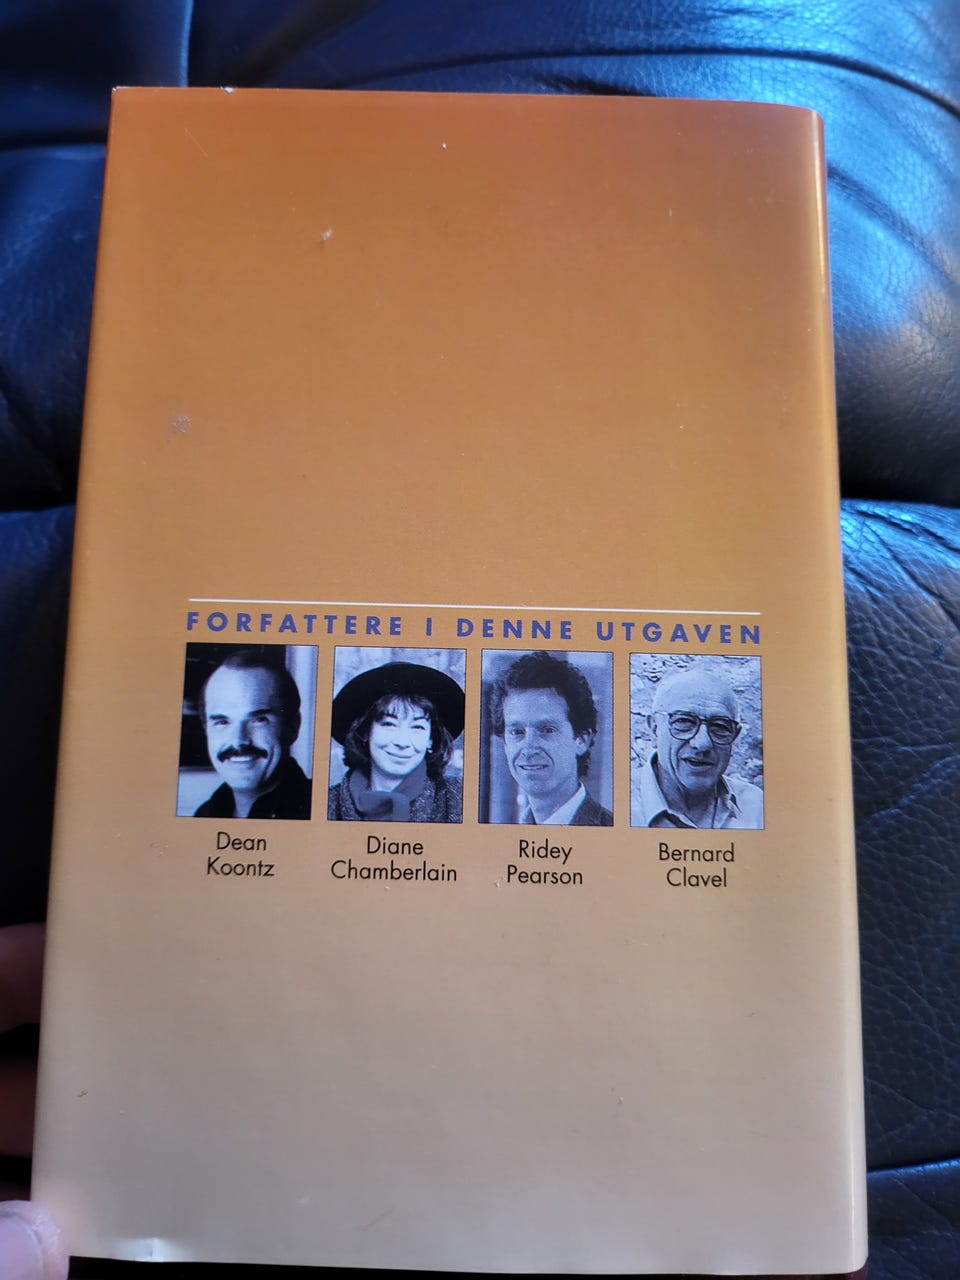 FORFATTERE I DENNE UTGAVEN
Dean
Koontz
Diane
Chamberlain
Ridey
Pearson
Bernard
Clavel